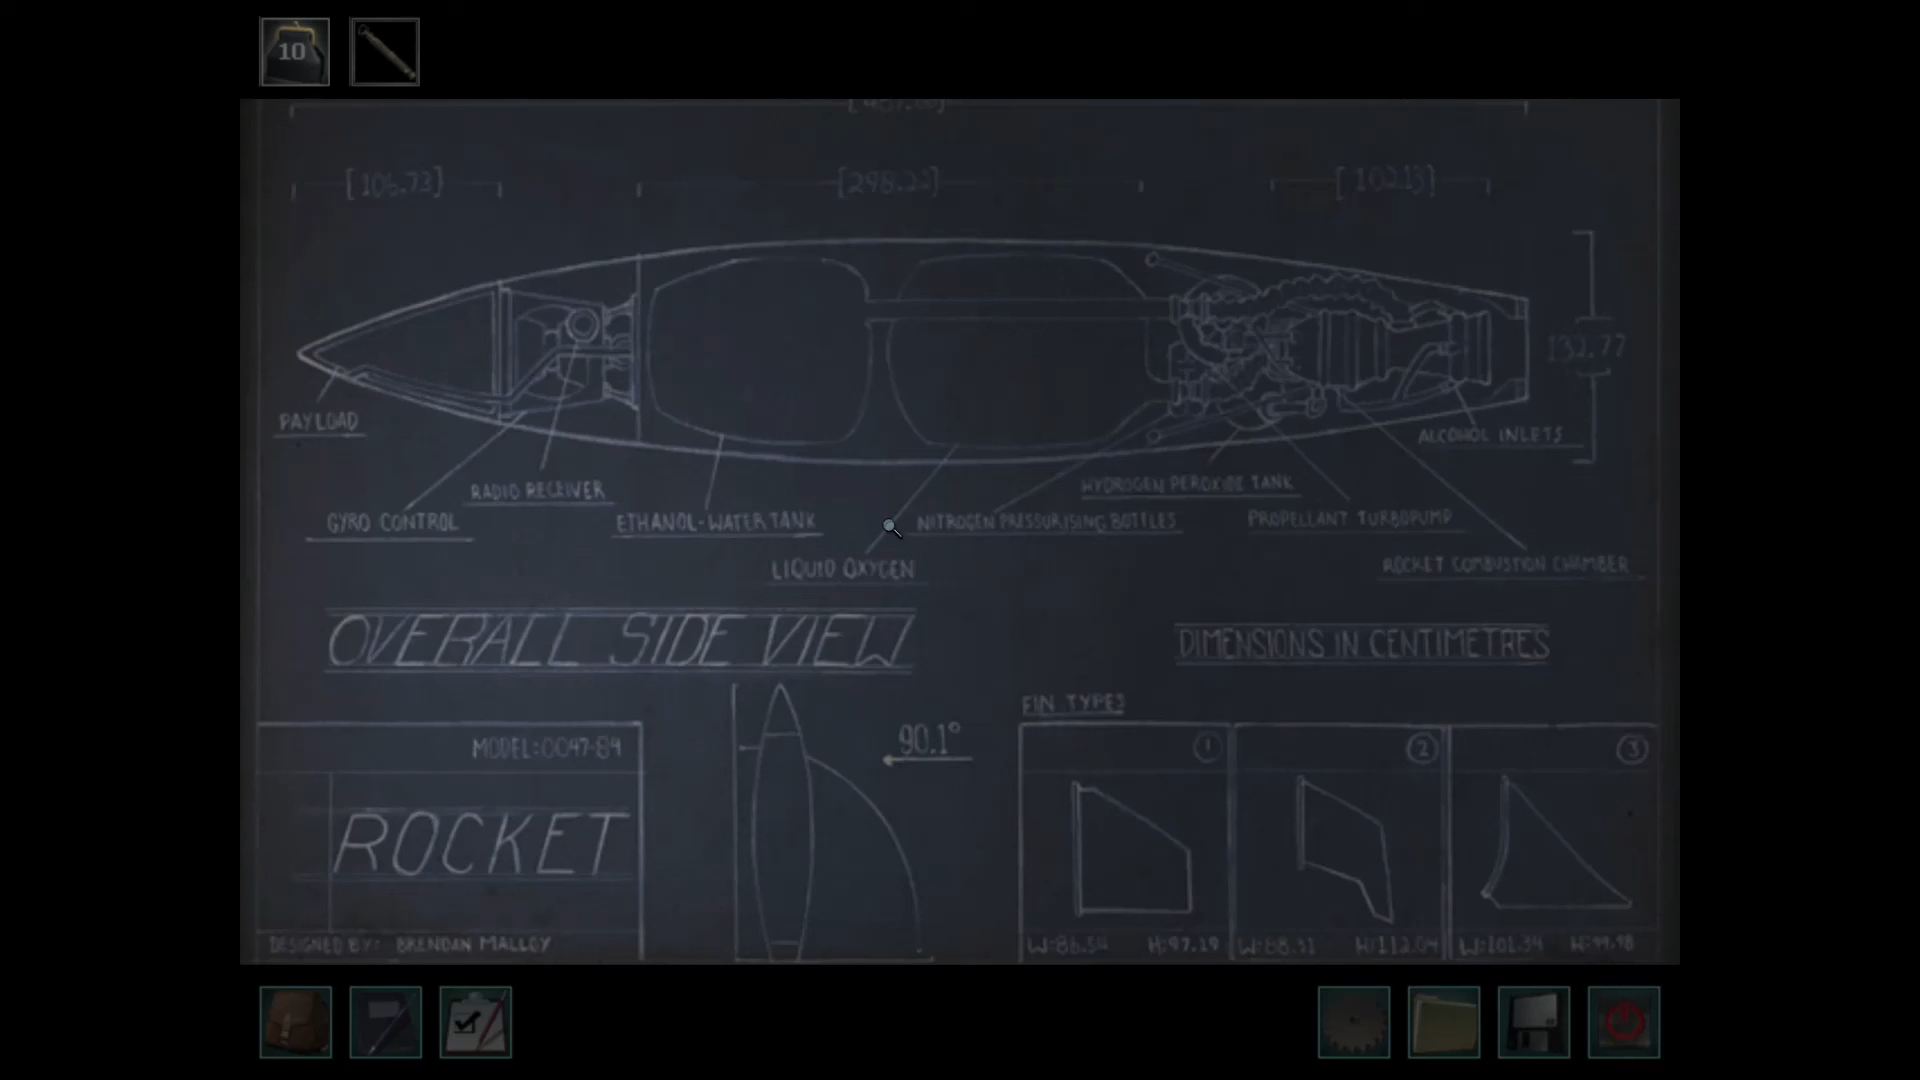 10
[106.73]
[102.13]
132.77
PAYLOAD
ALCOHOL INLETS
RADIO RECEIVER
HYDROGEN PEROXIDE TANK
GYRO CONTROL
ETHANOL-WATER TANK
NITROGEN PRESSURISING BOTTLES
PROPELLANT TURBOPUMP
LIQUID OXYGEN
ROCKET COMBUSTION CHAMBER
OVERALL SIDE VIEW
DIMENSIONS IN CENTIMETRES
FIN TYPES
MODEL:0047-84
90.1°
1
2
3
ROCKET
DESIGNED BY: BRENDAN MALLOY
W:86.54 H:97.19
W:88.31 H:112.04
W:101.34 H:99.98